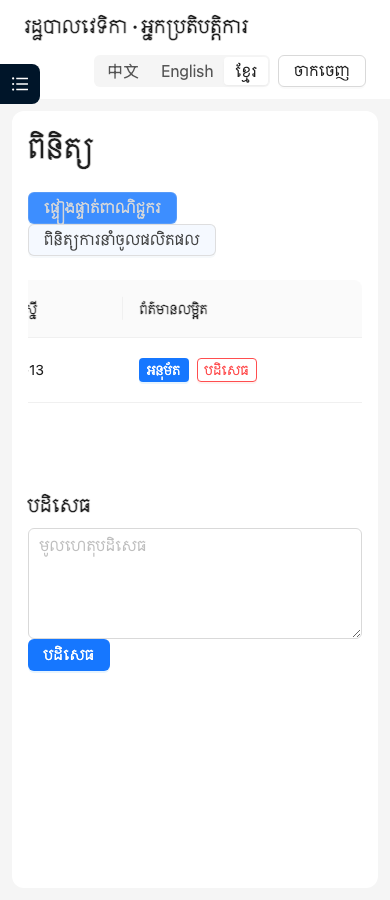 រដ្ឋបាលវេទិកា · អ្នកប្រតិបត្តិការ
中文 English ខ្មែរ ចាកចេញ
ពិនិត្យ
ផ្ទៀងផ្ទាត់ពាណិជ្ជករ
ពិនិត្យការនាំចូលផលិតផល
ស្នើ ព័ត៌មានលម្អិត
13 អនុម័ត បដិសេធ
បដិសេធ
មូលហេតុបដិសេធ
បដិសេធ